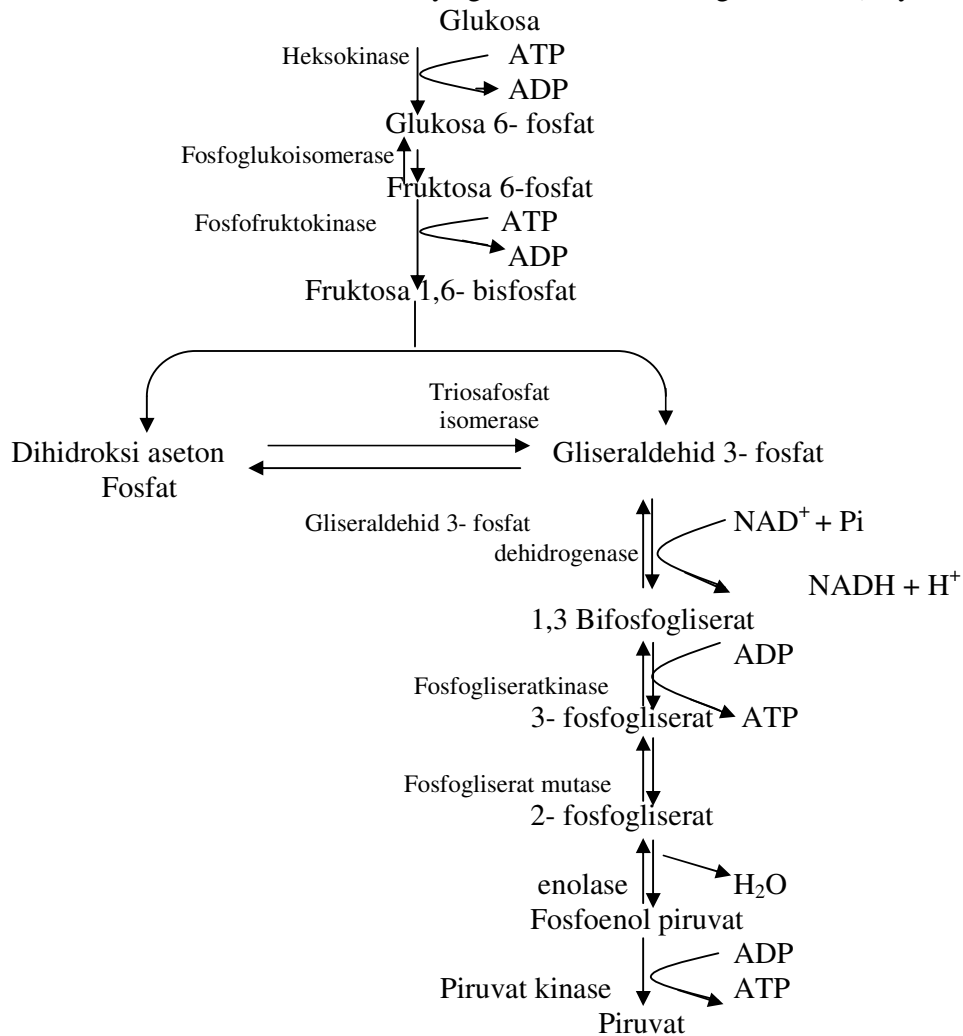 Glukosa
Heksokinase
ATP
ADP
Glukosa 6- fosfat
Fosfoglukoisomerase
Fruktosa 6-fosfat
Fosfofruktokinase
ATP
ADP
Fruktosa 1,6- bisfosfat
Triosafosfat
isomerase
Dihidroksi aseton
Fosfat
Gliseraldehid 3- fosfat
Gliseraldehid 3- fosfat
dehidrogenase
NAD⁺ + Pi
NADH + H⁺
1,3 Bifosfogliserat
ADP
Fosfogliseratkinase
3- fosfogliserat
ATP
Fosfogliserat mutase
2- fosfogliserat
enolase
H₂O
Fosfoenol piruvat
ADP
Piruvat kinase
ATP
Piruvat